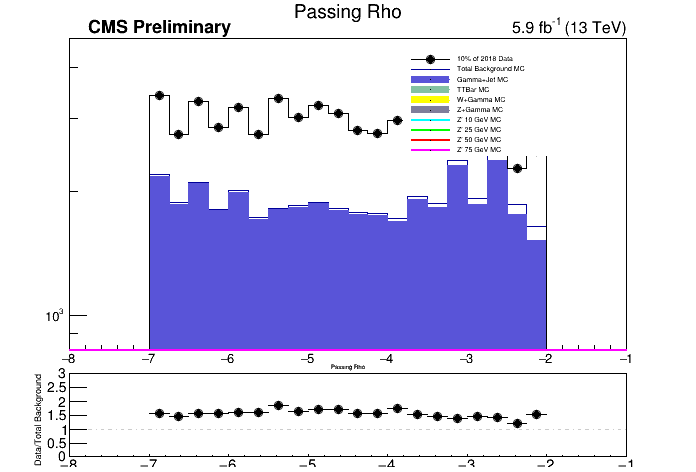 Passing Rho
CMS Preliminary
5.9 fb-1 (13 TeV)
10% of 2018 Data
Total Background MC
Gamma+Jet MC
TTBar MC
W+Gamma MC
Z+Gamma MC
Z' 10 GeV MC
Z' 25 GeV MC
Z' 50 GeV MC
Z' 75 GeV MC
10³
−8 −7 −6 −5 −4 −3 −2 −1
Passing Rho
Data/Total Background
3
2.5
2
1.5
1
0.5
0
−8 −7 −6 −5 −4 −3 −2 −1